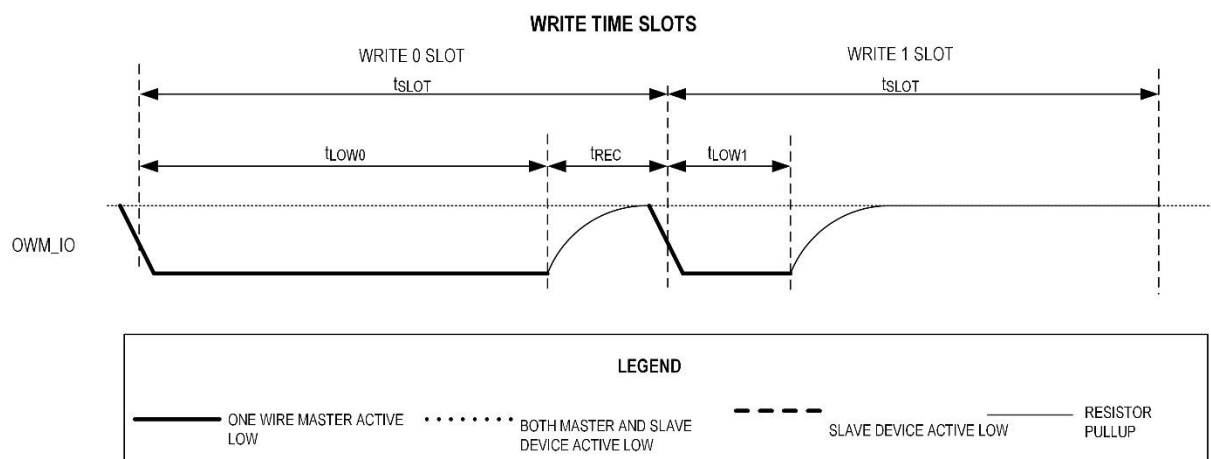 WRITE TIME SLOTS
WRITE 0 SLOT
WRITE 1 SLOT
tSLOT
tSLOT
tLOW0
tREC
tLOW1
OWM_IO
LEGEND
ONE WIRE MASTER ACTIVE
LOW
BOTH MASTER AND SLAVE
DEVICE ACTIVE LOW
SLAVE DEVICE ACTIVE LOW
RESISTOR
PULLUP